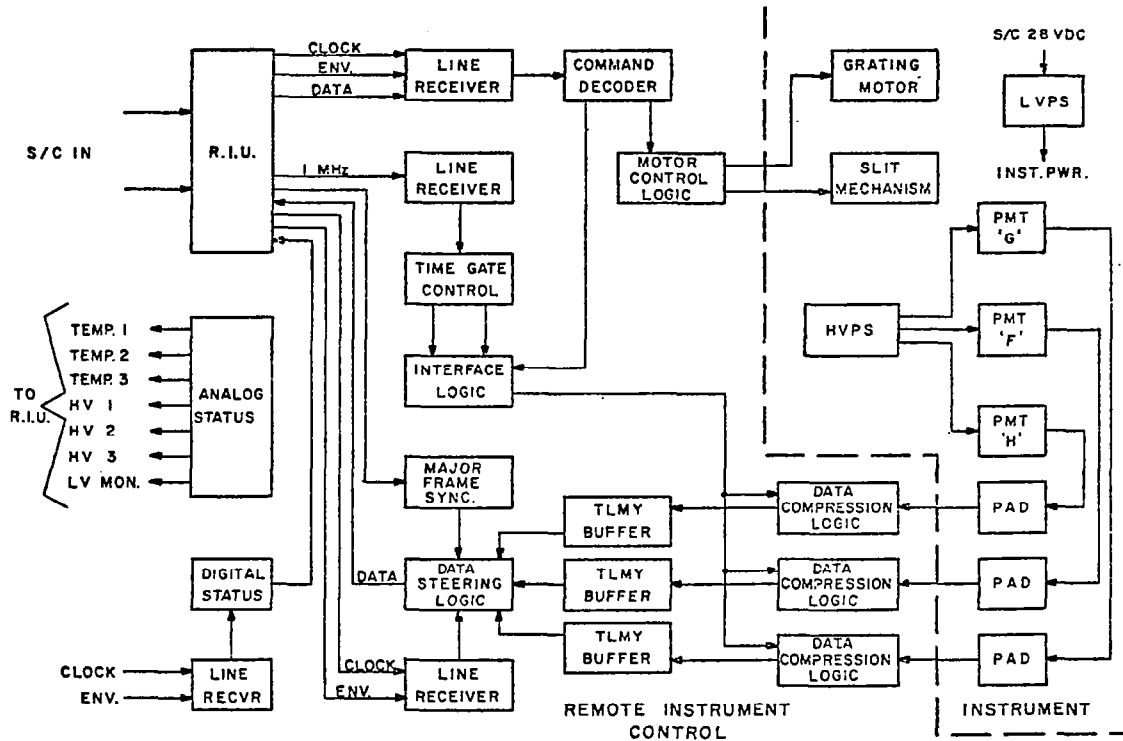 S/C IN
R.I.U.
CLOCK
ENV.
DATA
LINE
RECEIVER
COMMAND
DECODER
GRATING
MOTOR
S/C 28 VDC
LVPS
INST. PWR.
1 MHz
LINE
RECEIVER
MOTOR
CONTROL
LOGIC
SLIT
MECHANISM
TIME GATE
CONTROL
INTERFACE
LOGIC
HVPS
PMT
'G'
PMT
'F'
PMT
'H'
TO
R.I.U.
TEMP. 1
TEMP. 2
TEMP. 3
HV 1
HV 2
HV 3
LV MON.
ANALOG
STATUS
MAJOR
FRAME
SYNC.
DATA
DATA
STEERING
LOGIC
TLMY
BUFFER
TLMY
BUFFER
TLMY
BUFFER
DATA
COMPRESSION
LOGIC
DATA
COMPRESSION
LOGIC
DATA
COMPRESSION
LOGIC
PAD
PAD
PAD
DIGITAL
STATUS
CLOCK
ENV.
LINE
RECVR
CLOCK
ENV.
LINE
RECEIVER
REMOTE INSTRUMENT
CONTROL
INSTRUMENT